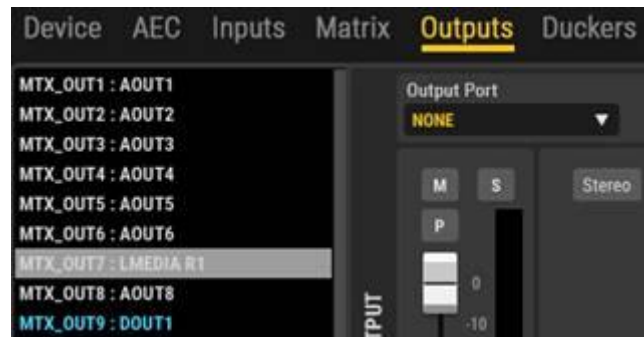 Device AEC Inputs Matrix Outputs Duckers
MTX_OUT1 : AOUT1
MTX_OUT2 : AOUT2
MTX_OUT3 : AOUT3
MTX_OUT4 : AOUT4
MTX_OUT5 : AOUT5
MTX_OUT6 : AOUT6
MTX_OUT7 : LMEDIA R1
MTX_OUT8 : AOUT8
MTX_OUT9 : DOUT1
Output Port
NONE
M S
Stereo
P
0
-10